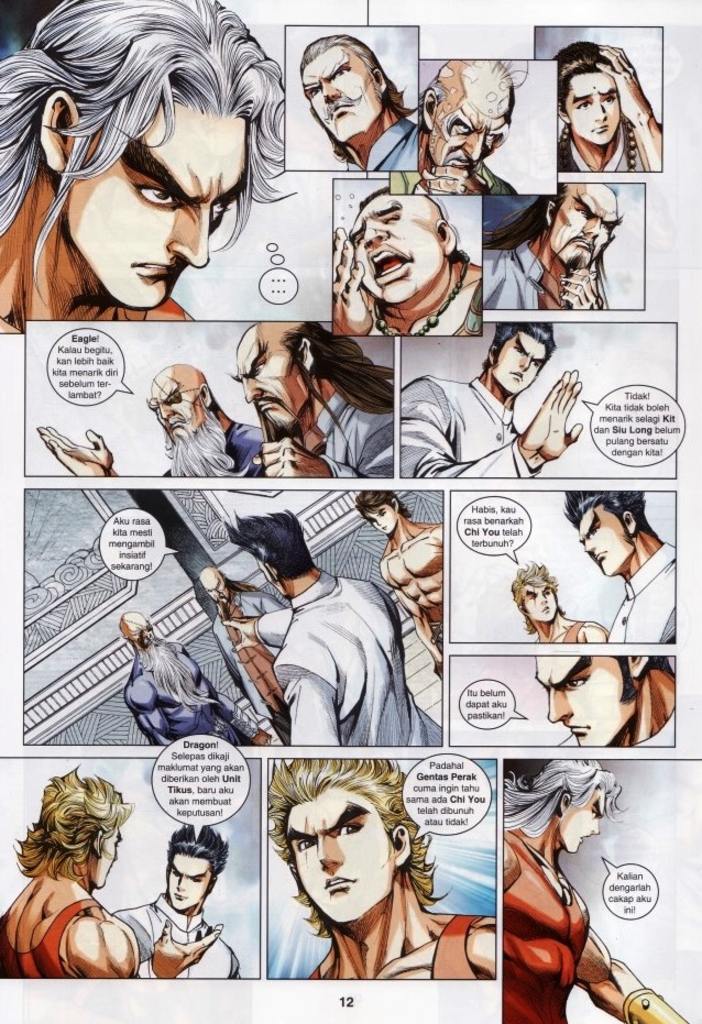 ...
...
Eagle!
Kalau begitu,
kan lebih baik
kita menarik diri
sebelum ter-
lambat?
Tidak!
Kita tidak boleh
menarik selagi Kit
dan Siu Long belum
pulang bersatu
dengan kita!
Aku rasa
kita mesti
mengambil
insiatif
sekarang!
Habis, kau
rasa benarkah
Chi You telah
terbunuh?
Itu belum
dapat aku
pastikan!
Dragon!
Selepas dikaji
maklumat yang akan
diberikan oleh Unit
Tikus, baru aku
akan membuat
keputusan!
Padahal
Gentas Perak
cuma ingin tahu
sama ada Chi You
telah dibunuh
atau tidak!
Kalian
dengarlah
cakap aku
ini!
12